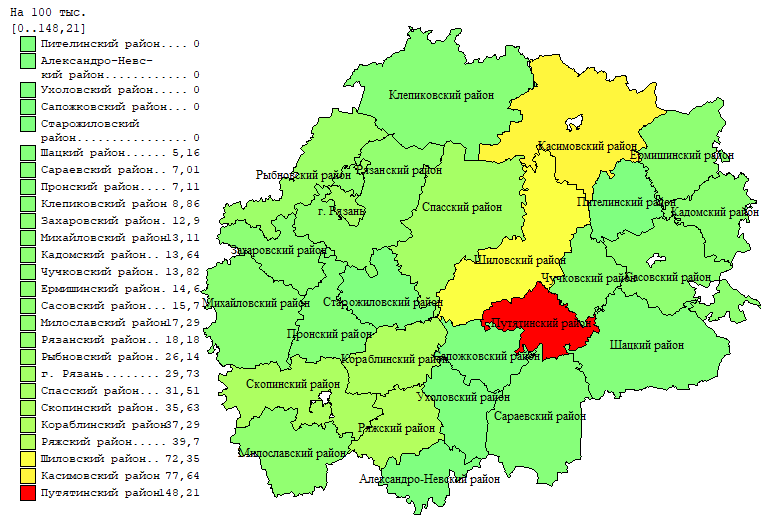 На 100 тыс.
[0..148,21]
Пителинский район.... 0
Александро-Невс-
кий район............ 0
Ухоловский район..... 0
Сапожковский район... 0
Старожиловский
район................ 0
Шацкий район...... 5,16
Сараевский район.. 7,01
Пронский район.... 7,11
Клепиковский район 8,86
Захаровский район. 12,9
Михайловский район13,11
Кадомский район.. 13,64
Чучковский район. 13,82
Ермишинский район. 14,6
Сасовский район... 15,7
Милославский район17,29
Рязанский район.. 18,18
Рыбновский район. 26,14
г. Рязань........ 29,73
Спасский район... 31,51
Скопинский район. 35,63
Кораблинский район37,29
Ряжский район..... 39,7
Шиловский район.. 72,35
Касимовский район 77,64
Путятинский район148,21
Клепиковский район
Касимовский район
Ермишинский район
Рыбновский район
Рязанский район
Пителинский район
г. Рязань
Спасский район
Кадомский район
Захаровский район
Шиловский район
Чучковский район
Сасовский район
Михайловский район
Старожиловский район
Путятинский район
Пронский район
Шацкий район
Кораблинский район
Сапожковский район
Скопинский район
Ухоловский район
Сараевский район
Ряжский район
Милославский район
Александро-Невский район